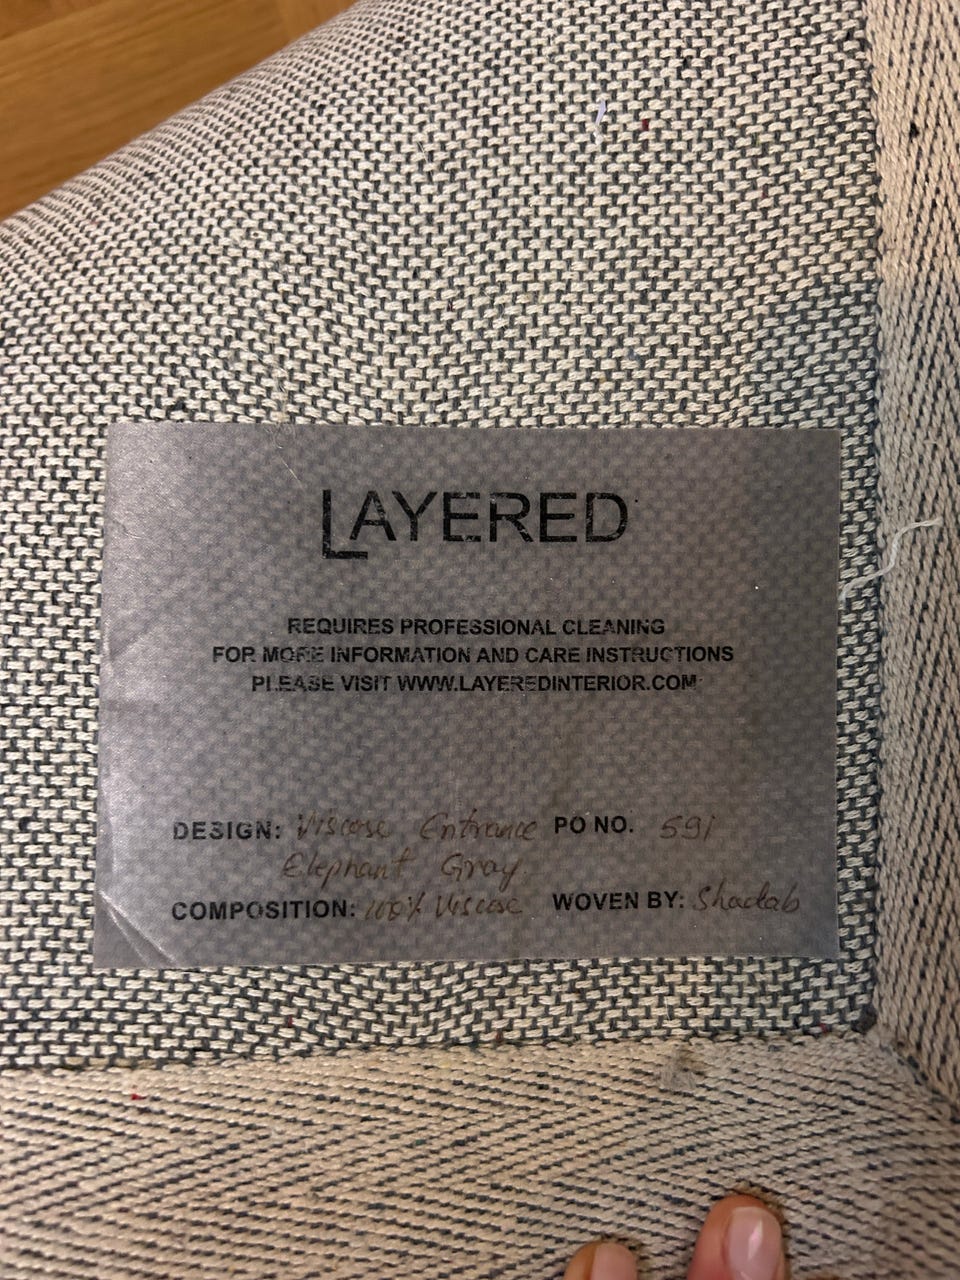 LAYERED
REQUIRES PROFESSIONAL CLEANING
FOR MORE INFORMATION AND CARE INSTRUCTIONS
PLEASE VISIT WWW.LAYEREDINTERIOR.COM
DESIGN: Viscose Entrance PO NO. 591
Elephant Gray
COMPOSITION: 100% Viscose WOVEN BY: Shadab